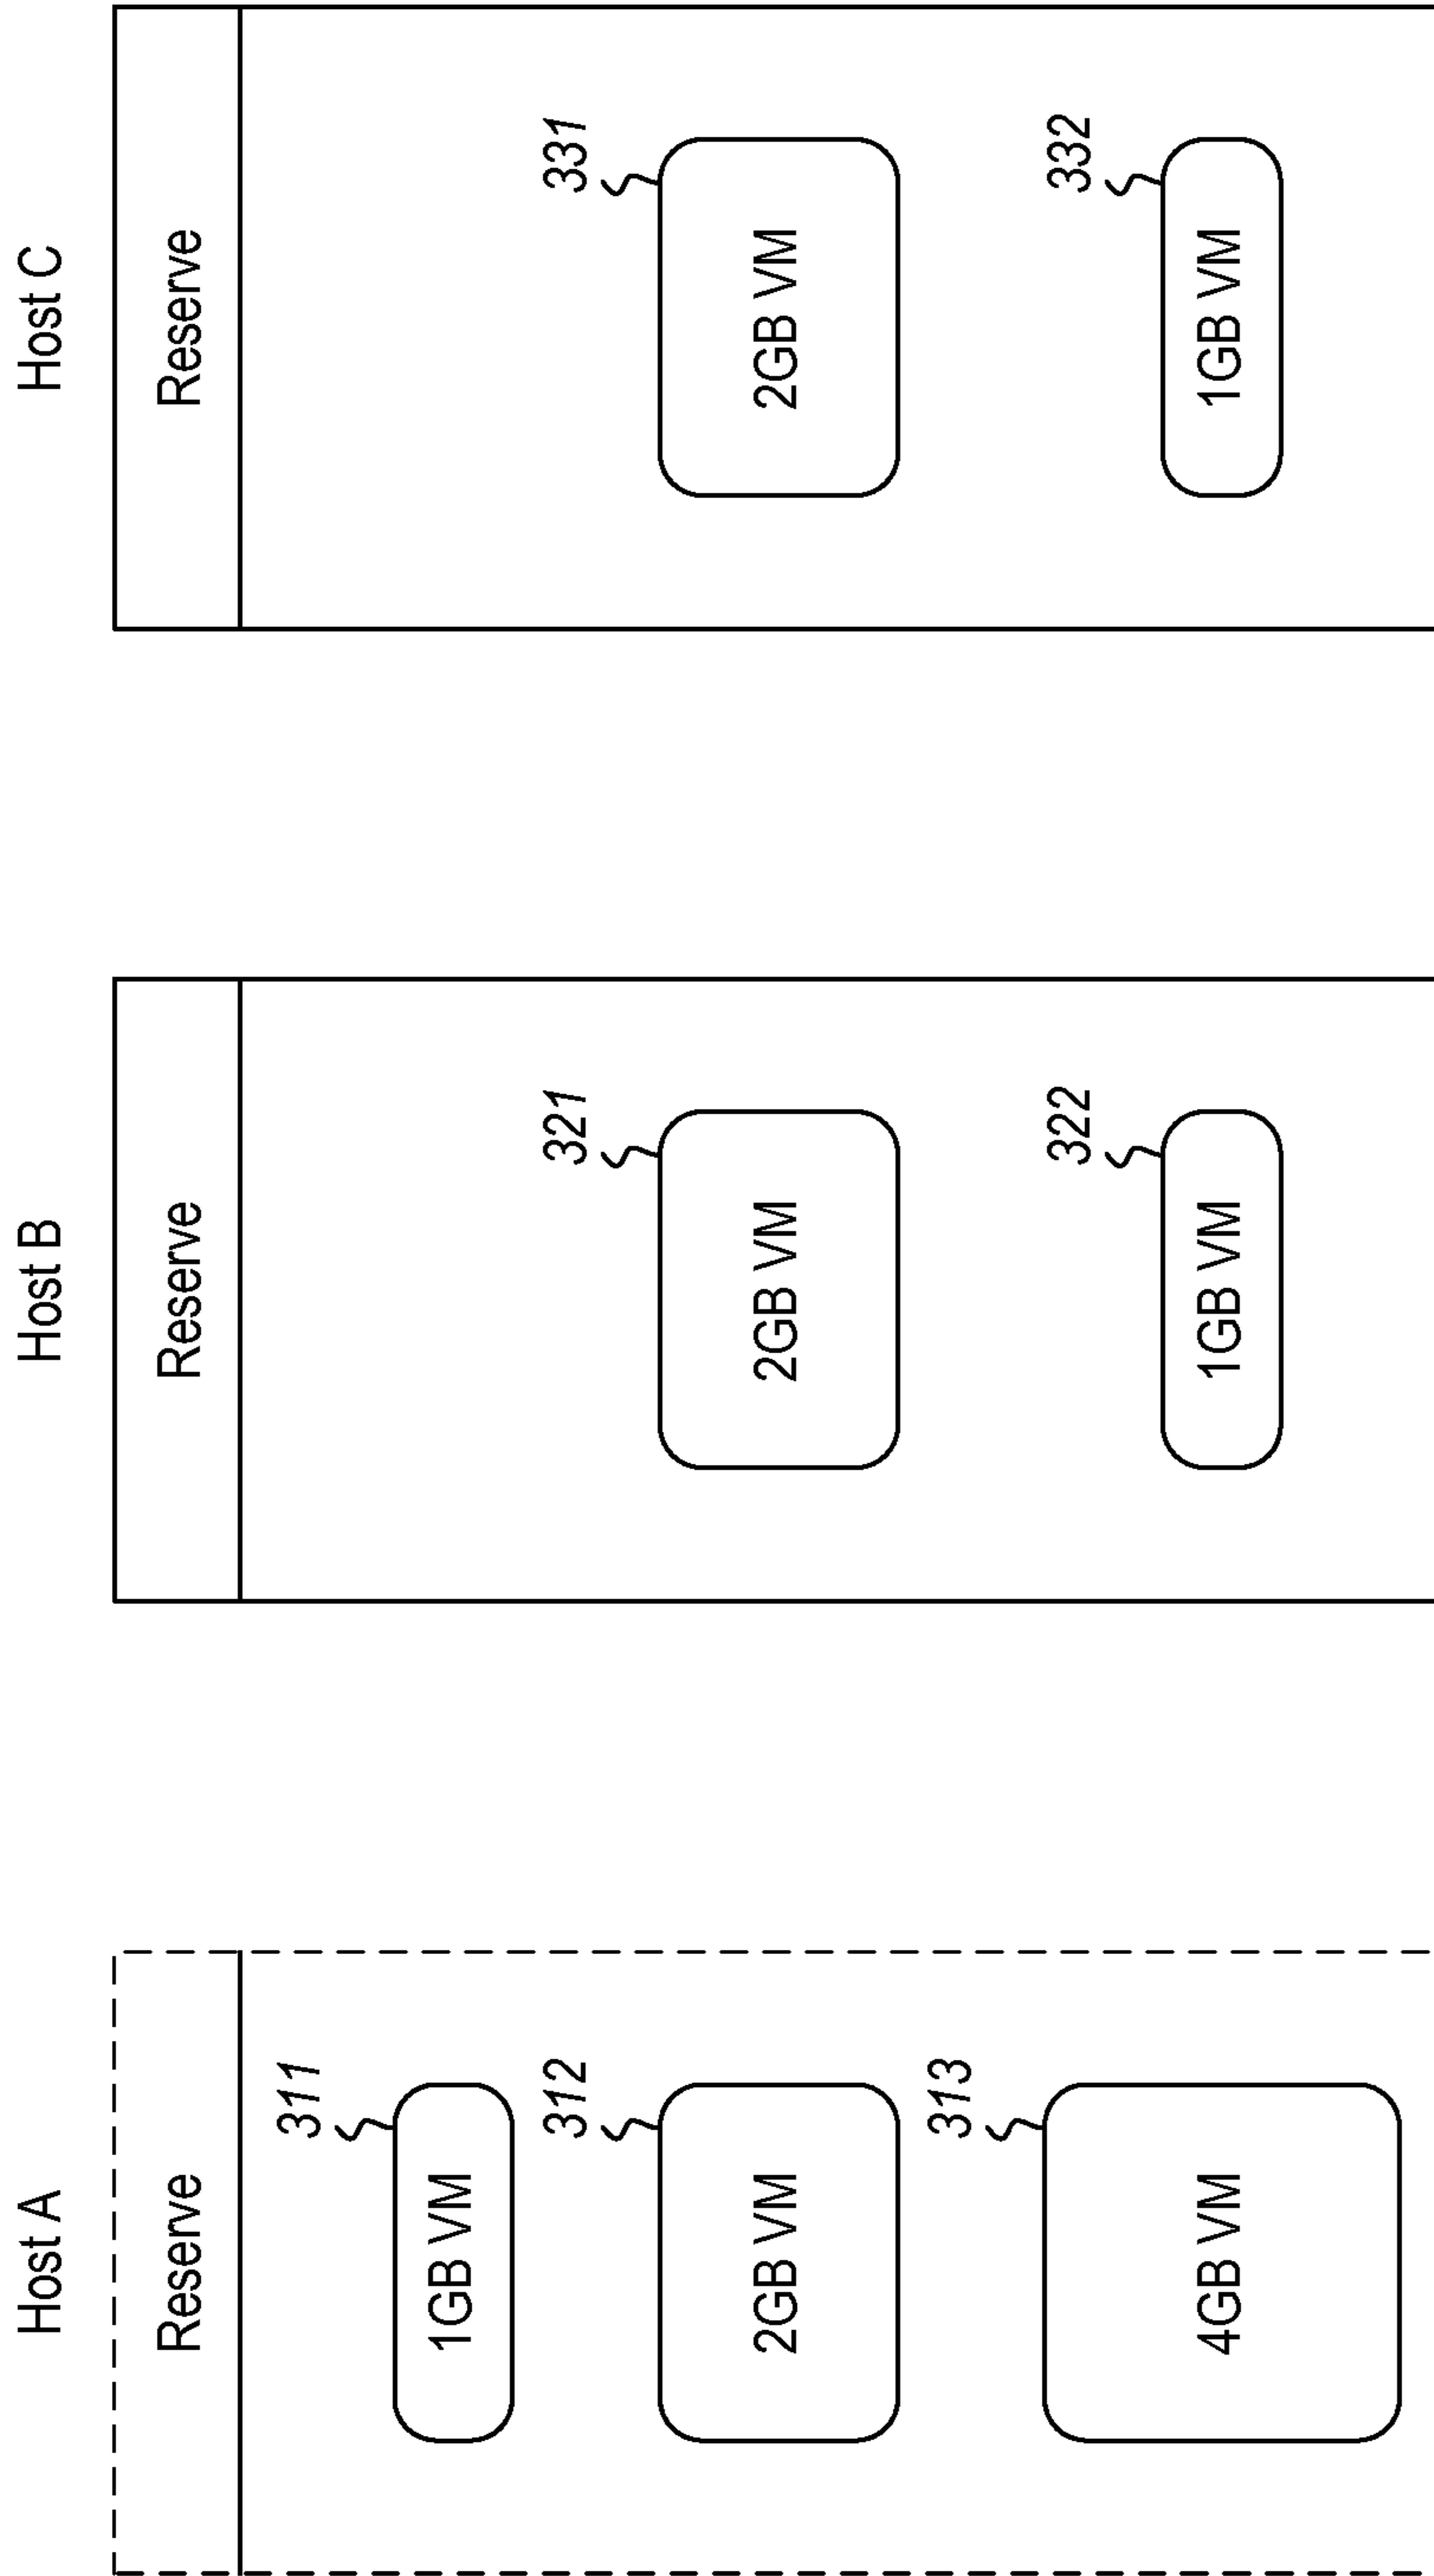 Host A
Reserve
311
1GB VM
312
2GB VM
313
4GB VM
Host B
Reserve
321
2GB VM
322
1GB VM
Host C
Reserve
331
2GB VM
332
1GB VM